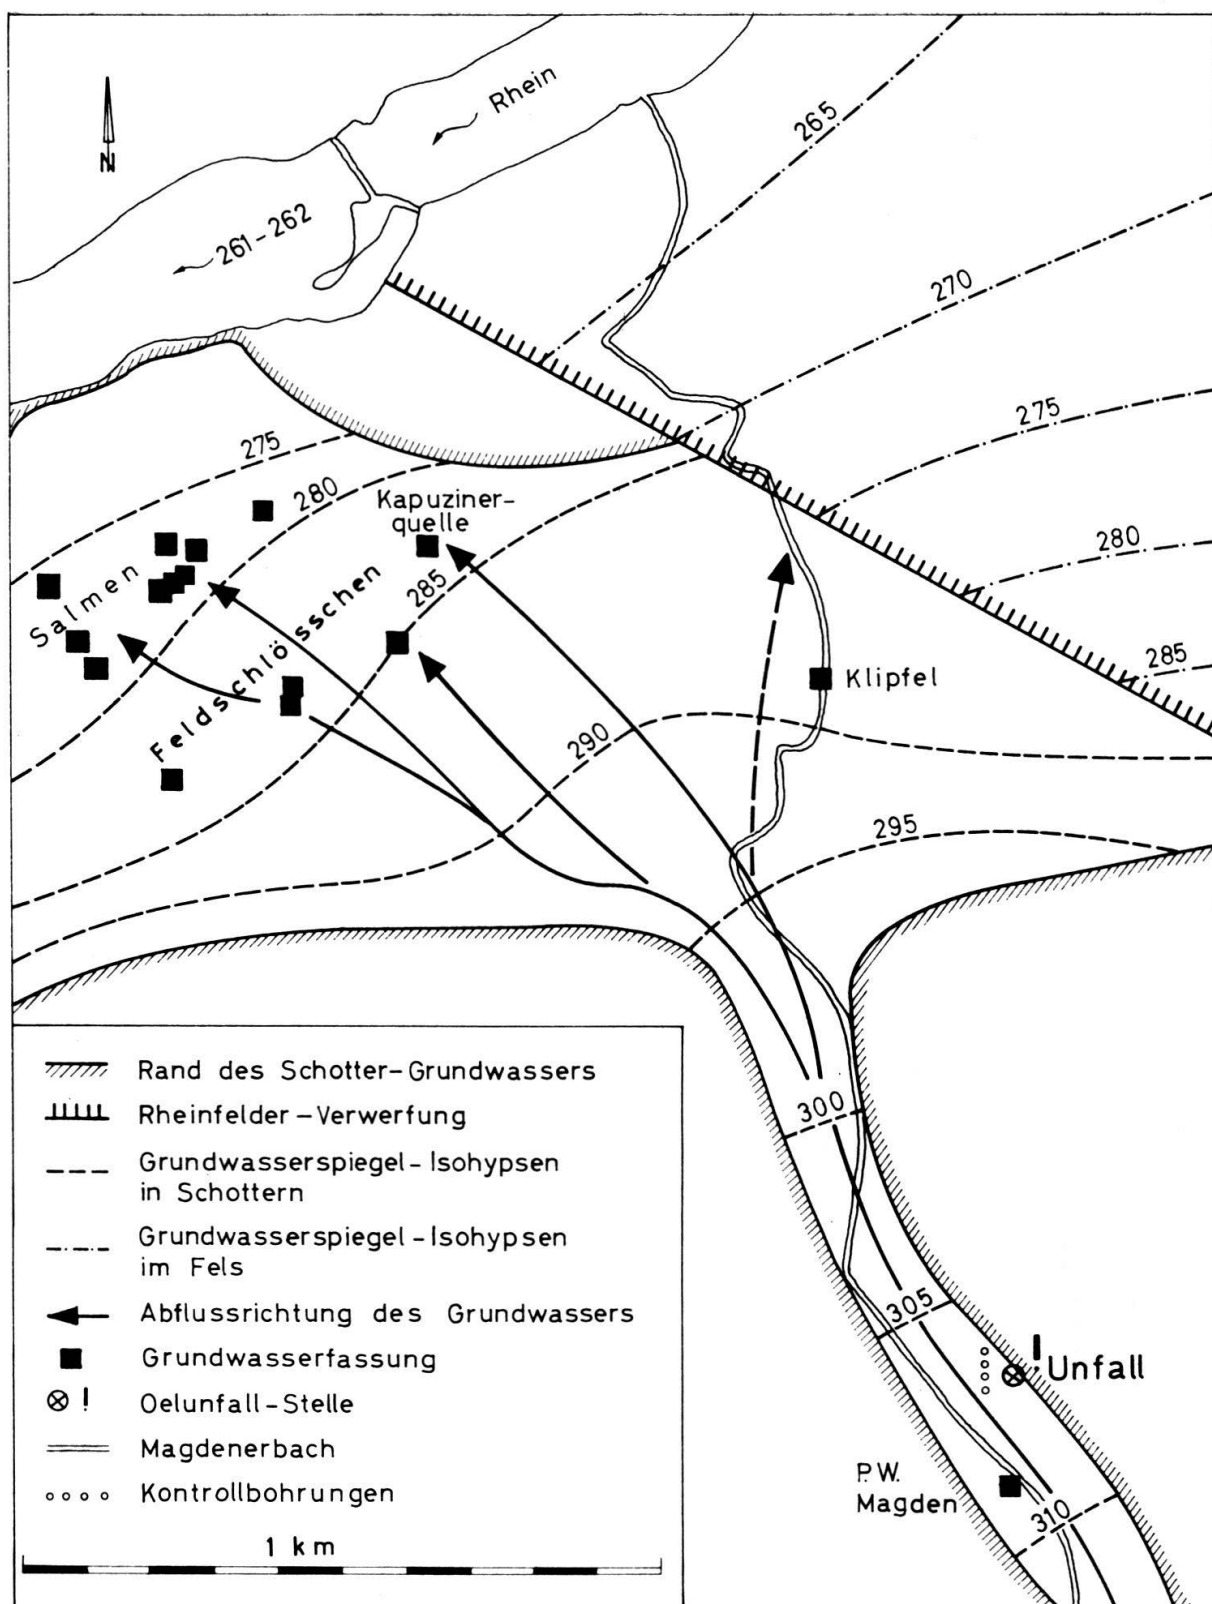 Rhein
265
N
261-262
270
275
275
280
Kapuziner-
quelle
280
Salmen
Feldschlösschen
285
285
Klipfel
290
295
300
305
! Unfall
P.W.
Magden
310
Rand des Schotter-Grundwassers
Rheinfelder-Verwerfung
Grundwasserspiegel-Isohypsen
in Schottern
Grundwasserspiegel-Isohypsen
im Fels
Abflussrichtung des Grundwassers
Grundwasserfassung
! Oelunfall-Stelle
Magdenerbach
Kontrollbohrungen
1 km